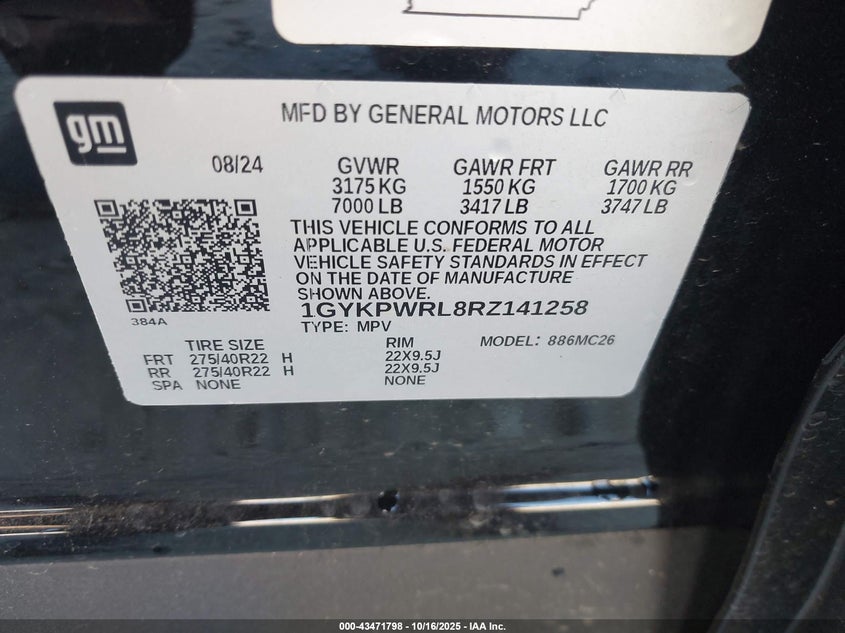 gm
MFD BY GENERAL MOTORS LLC
08/24 GVWR GAWR FRT GAWR RR
3175 KG 1550 KG 1700 KG
7000 LB 3417 LB 3747 LB
THIS VEHICLE CONFORMS TO ALL
APPLICABLE U.S. FEDERAL MOTOR
VEHICLE SAFETY STANDARDS IN EFFECT
ON THE DATE OF MANUFACTURE
SHOWN ABOVE.
384A
1GYKPWRL8RZ141258
TYPE: MPV
TIRE SIZE RIM MODEL: 886MC26
FRT 275/40R22 H 22X9.5J
RR 275/40R22 H 22X9.5J
SPA NONE NONE
000-43471798 - 10/16/2025 - IAA Inc.